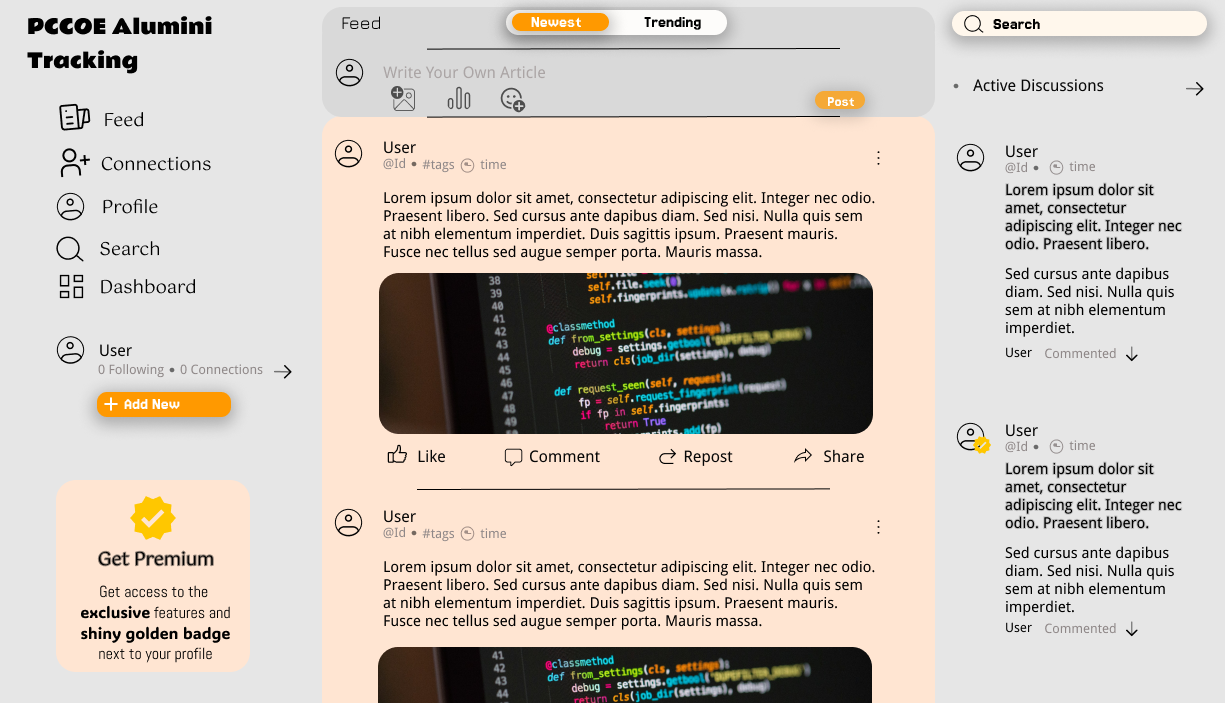 PCCOE Alumini
Tracking
Feed
Connections
Profile
Search
Dashboard
User
0 Following • 0 Connections
+ Add New
Get Premium
Get access to the
exclusive features and
shiny golden badge
next to your profile
Feed
Newest
Trending
Write Your Own Article
Post
User
@Id • #tags time
Lorem ipsum dolor sit amet, consectetur adipiscing elit. Integer nec odio.
Praesent libero. Sed cursus ante dapibus diam. Sed nisi. Nulla quis sem
at nibh elementum imperdiet. Duis sagittis ipsum. Praesent mauris.
Fusce nec tellus sed augue semper porta. Mauris massa.
38 self.file.seek(0)
39 self.fingerprints.update(
40
41 @classmethod
42 def from_settings(cls, settings):
43 debug = settings.getbool('DUPEFILTER_DEBUG')
44 return cls(job_dir(settings), debug)
45
46 def request_seen(self, request):
47 fp = self.request_fingerprint(request)
48 if fp in self.fingerprints:
49 return True
fingerprints.add(fp)
Like
Comment
Repost
Share
User
@Id • #tags time
Lorem ipsum dolor sit amet, consectetur adipiscing elit. Integer nec odio.
Praesent libero. Sed cursus ante dapibus diam. Sed nisi. Nulla quis sem
at nibh elementum imperdiet. Duis sagittis ipsum. Praesent mauris.
Fusce nec tellus sed augue semper porta. Mauris massa.
41 @classmethod
42 def from_settings(cls, settings):
43 debug = settings.getbool('DUPEFILTER_DEBUG')
44 return cls(job_dir(settings), debug)
Search
• Active Discussions
User
@Id • time
Lorem ipsum dolor sit
amet, consectetur
adipiscing elit. Integer nec
odio. Praesent libero.
Sed cursus ante dapibus
diam. Sed nisi. Nulla quis
sem at nibh elementum
imperdiet.
User Commented
User
@Id • time
Lorem ipsum dolor sit
amet, consectetur
adipiscing elit. Integer nec
odio. Praesent libero.
Sed cursus ante dapibus
diam. Sed nisi. Nulla quis
sem at nibh elementum
imperdiet.
User Commented